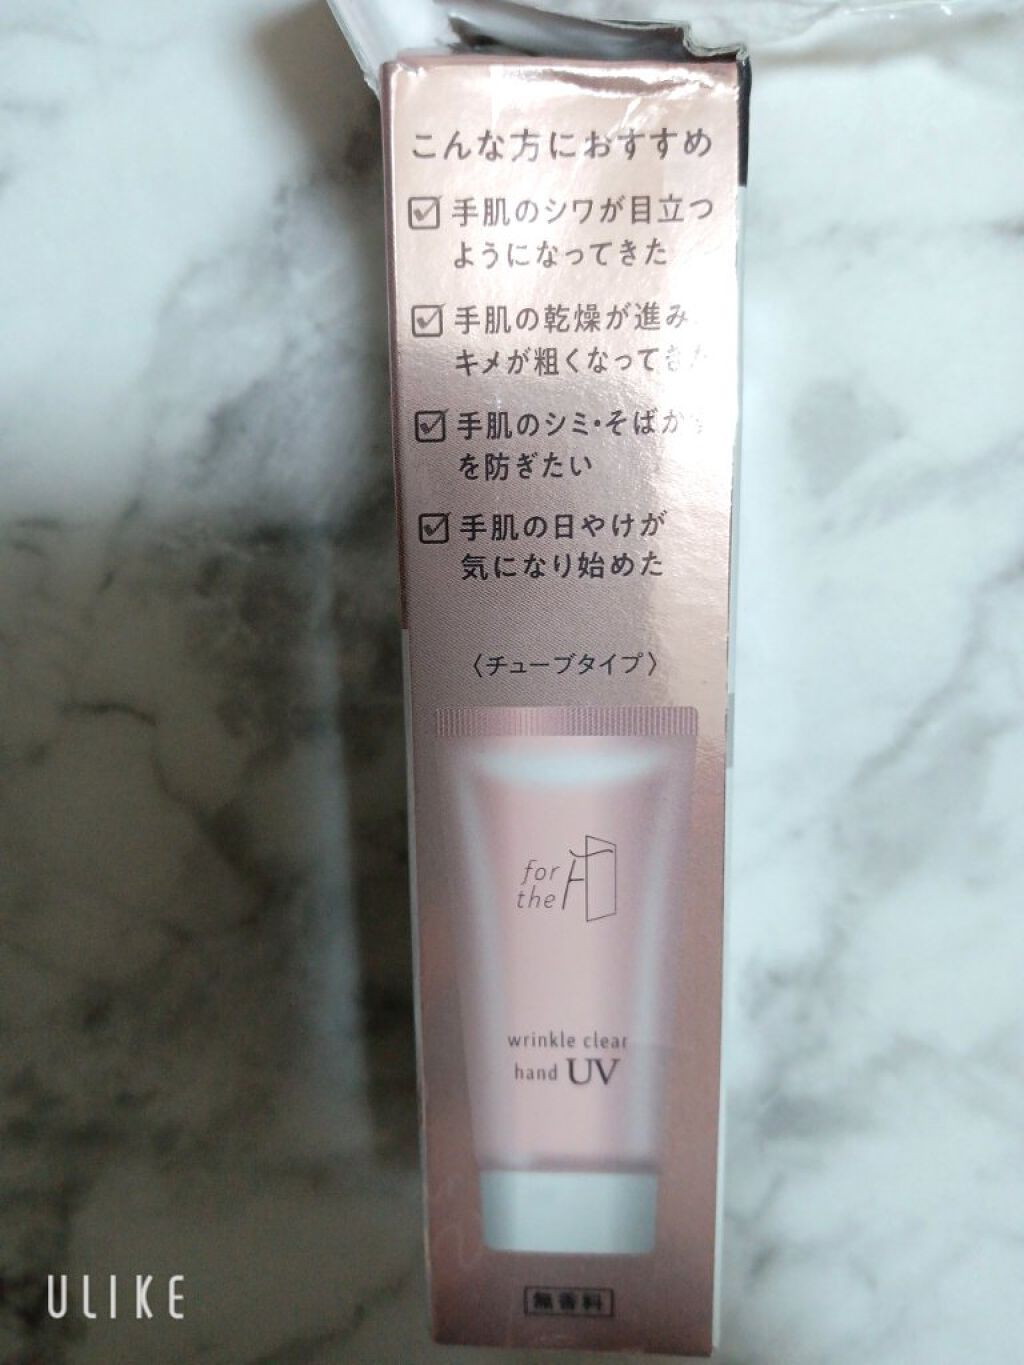 こんな方におすすめ
手肌のシワが目立つ
ようになってきた
手肌の乾燥が進み、
キメが粗くなってきた
手肌のシミ・そばかす
を防ぎたい
手肌の日やけが
気になり始めた
〈チューブタイプ〉
for
the
wrinkle clear
hand UV
無香料
ULIKE